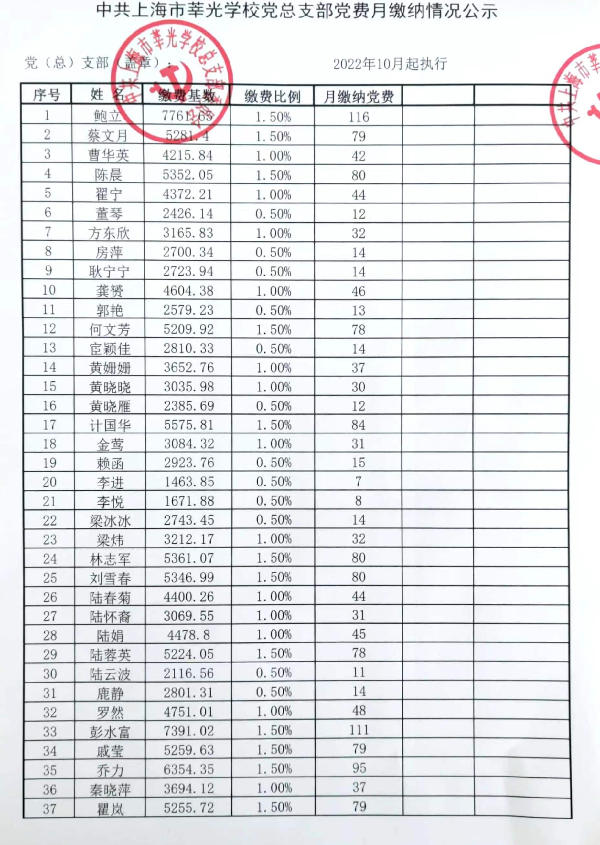 中共上海市莘光学校党总支部党费月缴纳情况公示
党（总）支部（盖章）： 2022年10月起执行
序号 姓 名 缴费基数 缴费比例 月缴纳党费
1 鲍立 7761.65 1.50% 116
2 蔡文月 5281.4 1.50% 79
3 曹华英 4215.84 1.00% 42
4 陈晨 5352.05 1.50% 80
5 翟宁 4372.21 1.00% 44
6 董琴 2426.14 0.50% 12
7 方东欣 3165.83 1.00% 32
8 房萍 2700.34 0.50% 14
9 耿宁宁 2723.94 0.50% 14
10 龚赟 4604.38 1.00% 46
11 郭艳 2579.23 0.50% 13
12 何文芳 5209.92 1.50% 78
13 宦颖佳 2810.33 0.50% 14
14 黄姗姗 3652.76 1.00% 37
15 黄晓晓 3035.98 1.00% 30
16 黄晓雁 2385.69 0.50% 12
17 计国华 5575.81 1.50% 84
18 金莺 3084.32 1.00% 31
19 赖函 2923.76 0.50% 15
20 李进 1463.85 0.50% 7
21 李悦 1671.88 0.50% 8
22 梁冰冰 2743.45 0.50% 14
23 梁炜 3212.17 1.00% 32
24 林志军 5361.07 1.50% 80
25 刘雪春 5346.99 1.50% 80
26 陆春菊 4400.26 1.00% 44
27 陆怀裔 3069.55 1.00% 31
28 陆娟 4478.8 1.00% 45
29 陆蓉英 5224.05 1.50% 78
30 陆云波 2116.56 0.50% 11
31 鹿静 2801.31 0.50% 14
32 罗然 4751.01 1.00% 48
33 彭水富 7391.02 1.50% 111
34 戚莹 5259.63 1.50% 79
35 乔力 6354.35 1.50% 95
36 秦晓萍 3694.12 1.00% 37
37 瞿岚 5255.72 1.50% 79